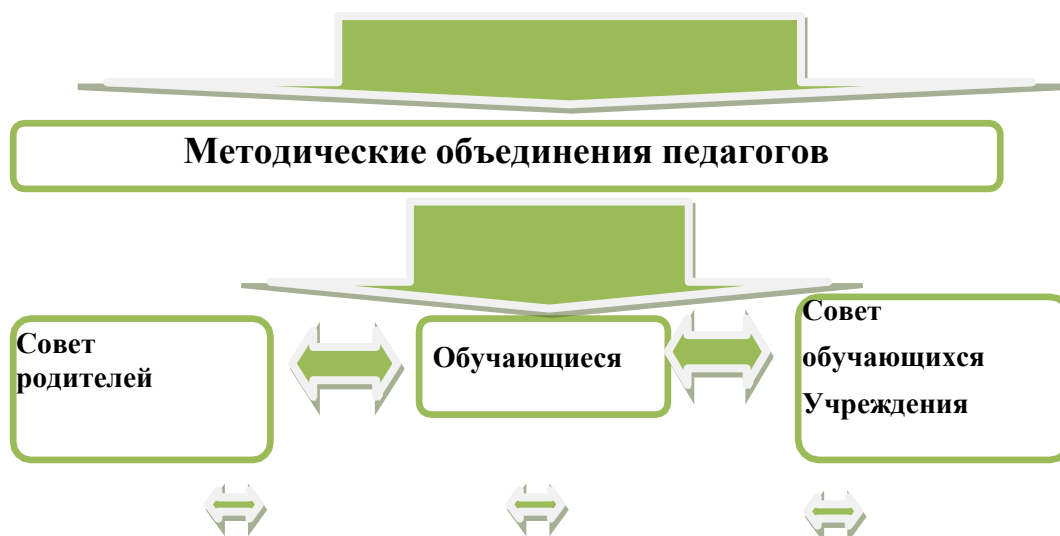 Методические объединения педагогов
Совет
родителей
Обучающиеся
Совет
обучающихся
Учреждения